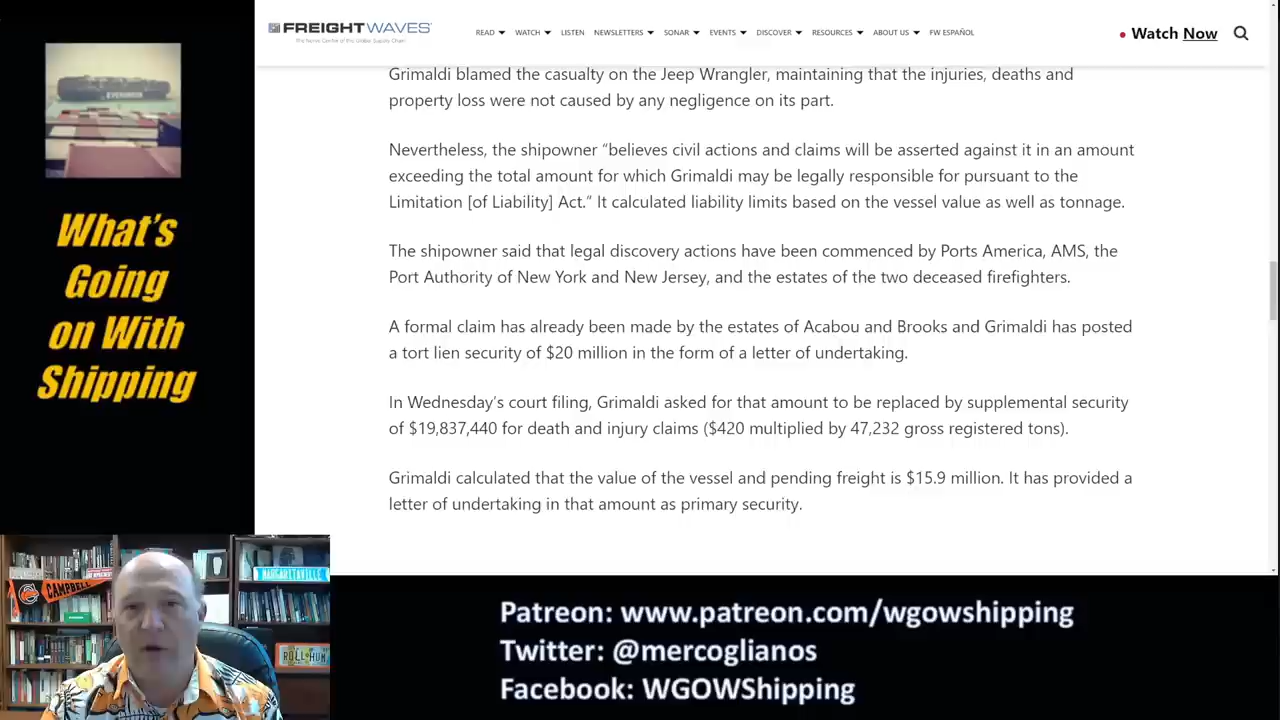 FREIGHTWAVES
READ WATCH LISTEN NEWSLETTERS SONAR EVENTS DISCOVER RESOURCES ABOUT US FW ESPAÑOL
Watch Now
Grimaldi blamed the casualty on the Jeep Wrangler, maintaining that the injuries, deaths and
property loss were not caused by any negligence on its part.
Nevertheless, the shipowner “believes civil actions and claims will be asserted against it in an amount
exceeding the total amount for which Grimaldi may be legally responsible for pursuant to the
Limitation [of Liability] Act.” It calculated liability limits based on the vessel value as well as tonnage.
The shipowner said that legal discovery actions have been commenced by Ports America, AMS, the
Port Authority of New York and New Jersey, and the estates of the two deceased firefighters.
A formal claim has already been made by the estates of Acabou and Brooks and Grimaldi has posted
a tort lien security of $20 million in the form of a letter of undertaking.
In Wednesday’s court filing, Grimaldi asked for that amount to be replaced by supplemental security
of $19,837,440 for death and injury claims ($420 multiplied by 47,232 gross registered tons).
Grimaldi calculated that the value of the vessel and pending freight is $15.9 million. It has provided a
letter of undertaking in that amount as primary security.
EVERGREEN
What's
Going
on With
Shipping
CAMPBELL
MARGARITAVILLE
ROLL HUM
Patreon: www.patreon.com/wgowshipping
Twitter: @mercoglianos
Facebook: WGOWShipping